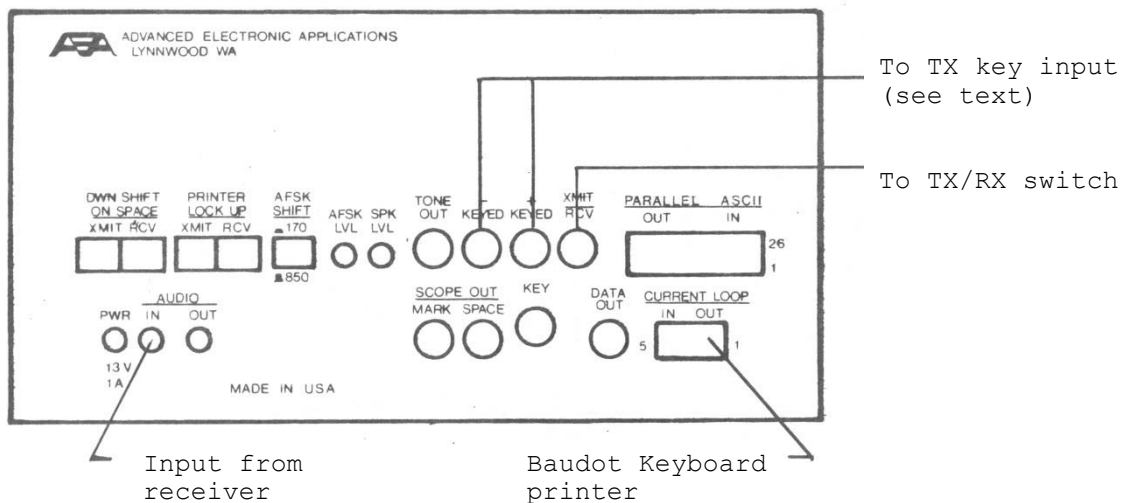 AEA ADVANCED ELECTRONIC APPLICATIONS
LYNNWOOD WA
To TX key input
(see text)
To TX/RX switch
DWN SHIFT
ON SPACE
XMIT RCV
PRINTER
LOCK UP
XMIT RCV
AFSK
SHIFT
170
850
AFSK
LVL
SPK
LVL
TONE
OUT
-
KEYED
+
KEYED
XMIT
RCV
PARALLEL ASCII
OUT IN
26
1
AUDIO
PWR IN OUT
13 V
1A
SCOPE OUT
MARK SPACE
KEY
DATA
OUT
CURRENT LOOP
IN OUT
5 1
MADE IN USA
Input from
receiver
Baudot Keyboard
printer